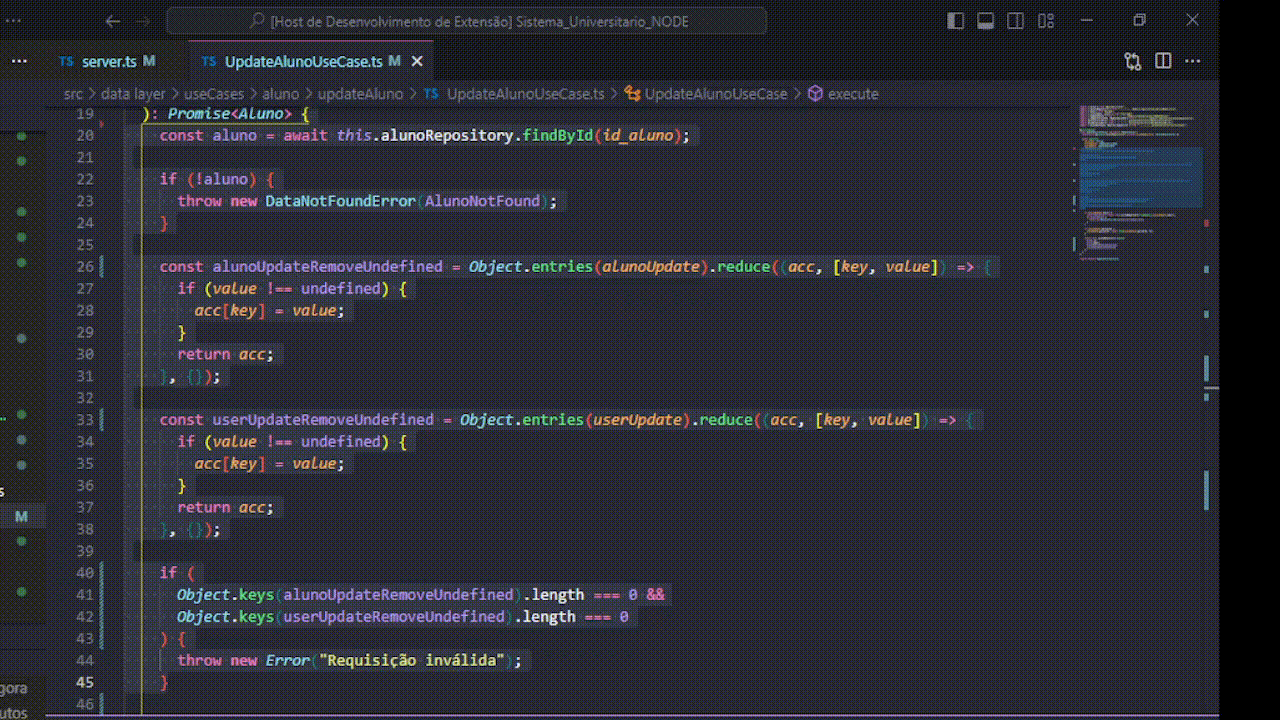 [Host de Desenvolvimento de Extensão] Sistema_Universitario_NODE
TS server.ts M
TS UpdateAlunoUseCase.ts M
src > data layer > useCases > aluno > updateAluno > TS UpdateAlunoUseCase.ts > UpdateAlunoUseCase > execute
19 ): Promise<Aluno> {
20 const aluno = await this.alunoRepository.findById(id_aluno);
21
22 if (!aluno) {
23 throw new DataNotFoundError(AlunoNotFound);
24 }
25
26 const alunoUpdateRemoveUndefined = Object.entries(alunoUpdate).reduce((acc, [key, value]) => {
27 if (value !== undefined) {
28 acc[key] = value;
29 }
30 return acc;
31 }, {});
32
33 const userUpdateRemoveUndefined = Object.entries(userUpdate).reduce((acc, [key, value]) => {
34 if (value !== undefined) {
35 acc[key] = value;
36 }
37 return acc;
38 }, {});
39
40 if (
41 Object.keys(alunoUpdateRemoveUndefined).length === 0 &&
42 Object.keys(userUpdateRemoveUndefined).length === 0
43 ) {
44 throw new Error("Requisição inválida");
45 }
46
s
M
gora
utos